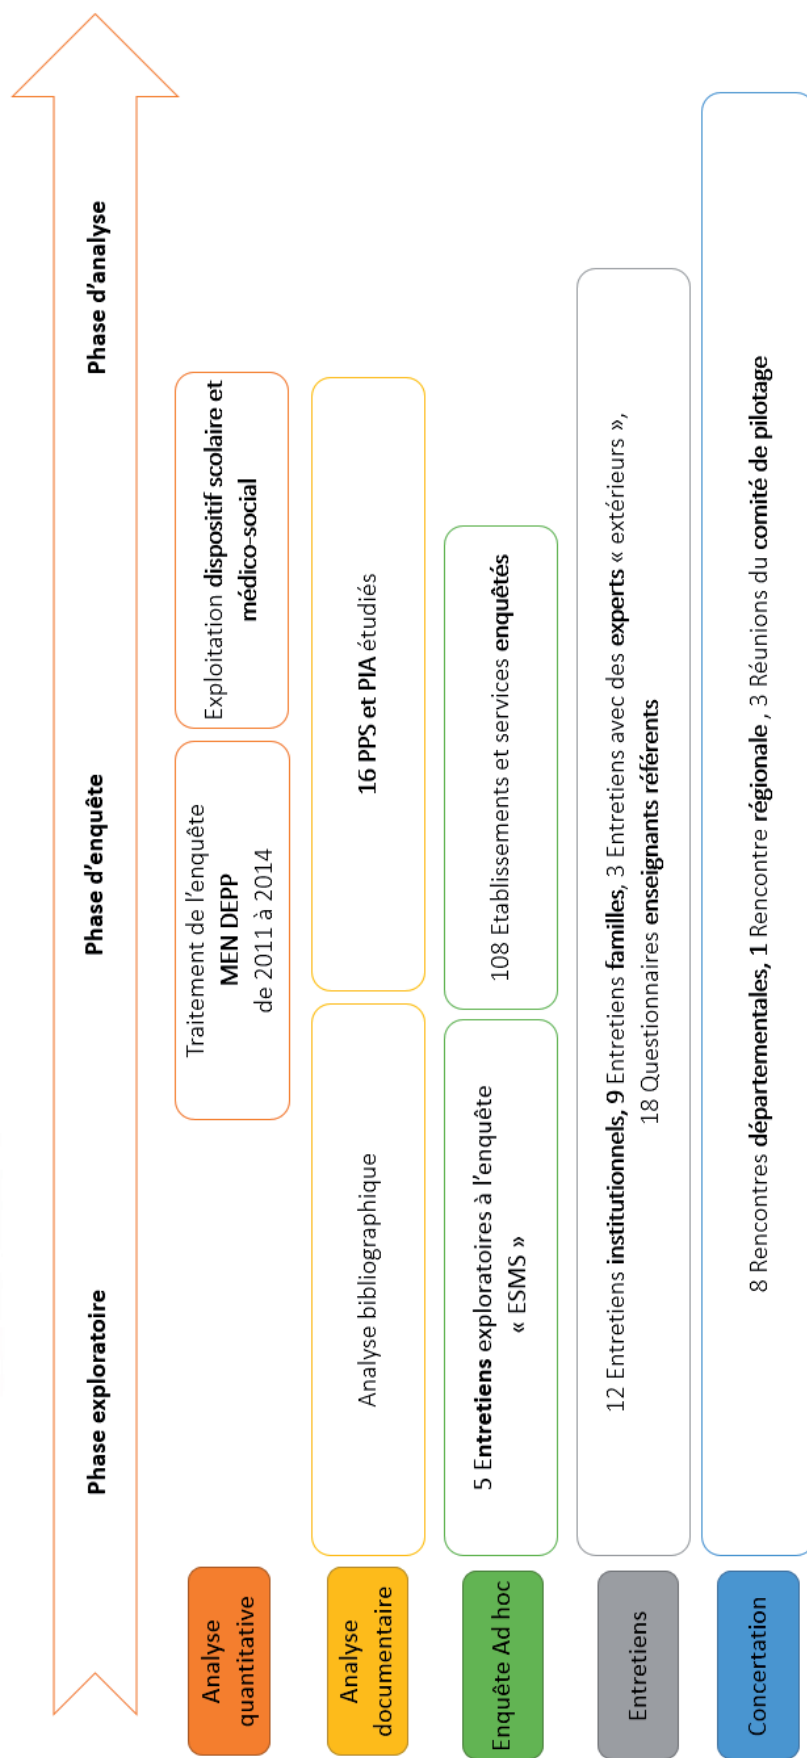 Phase exploratoire
Phase d'enquête
Phase d'analyse
Analyse
quantitative
Traitement de l'enquête
MEN DEPP
de 2011 à 2014
Exploitation dispositif scolaire et
médico-social
Analyse
documentaire
Analyse bibliographique
16 PPS et PIA étudiés
Enquête Ad hoc
5 Entretiens exploratoires à l'enquête
« ESMS »
108 Etablissements et services enquêtés
Entretiens
12 Entretiens institutionnels, 9 Entretiens familles, 3 Entretiens avec des experts « extérieurs »,
18 Questionnaires enseignants référents
Concertation
8 Rencontres départementales, 1 Rencontre régionale , 3 Réunions du comité de pilotage